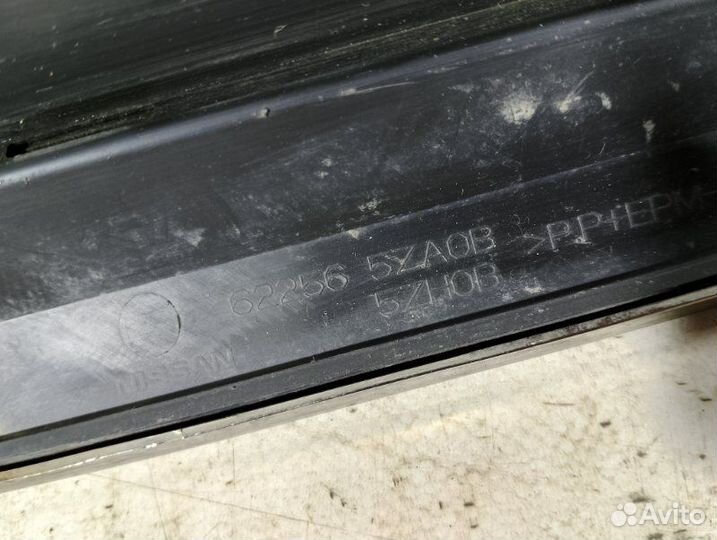 62256 5ZA0B >PP+EPM-
5ZH0B
NISSAN
Avito